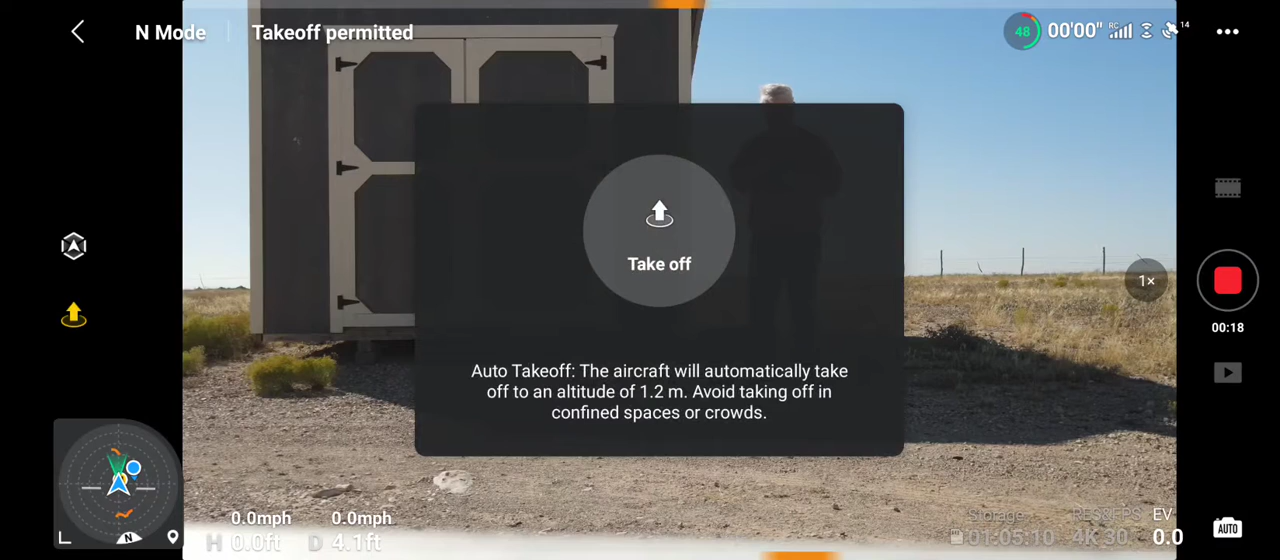 N Mode
Takeoff permitted
48
00'00"
RC
14
Take off
1×
00:18
Auto Takeoff: The aircraft will automatically take
off to an altitude of 1.2 m. Avoid taking off in
confined spaces or crowds.
N
0.0mph
0.0mph
H 0.0ft
D 4.1ft
Storage
01:05:10
RES&FPS
4K 30
EV
0.0
AUTO